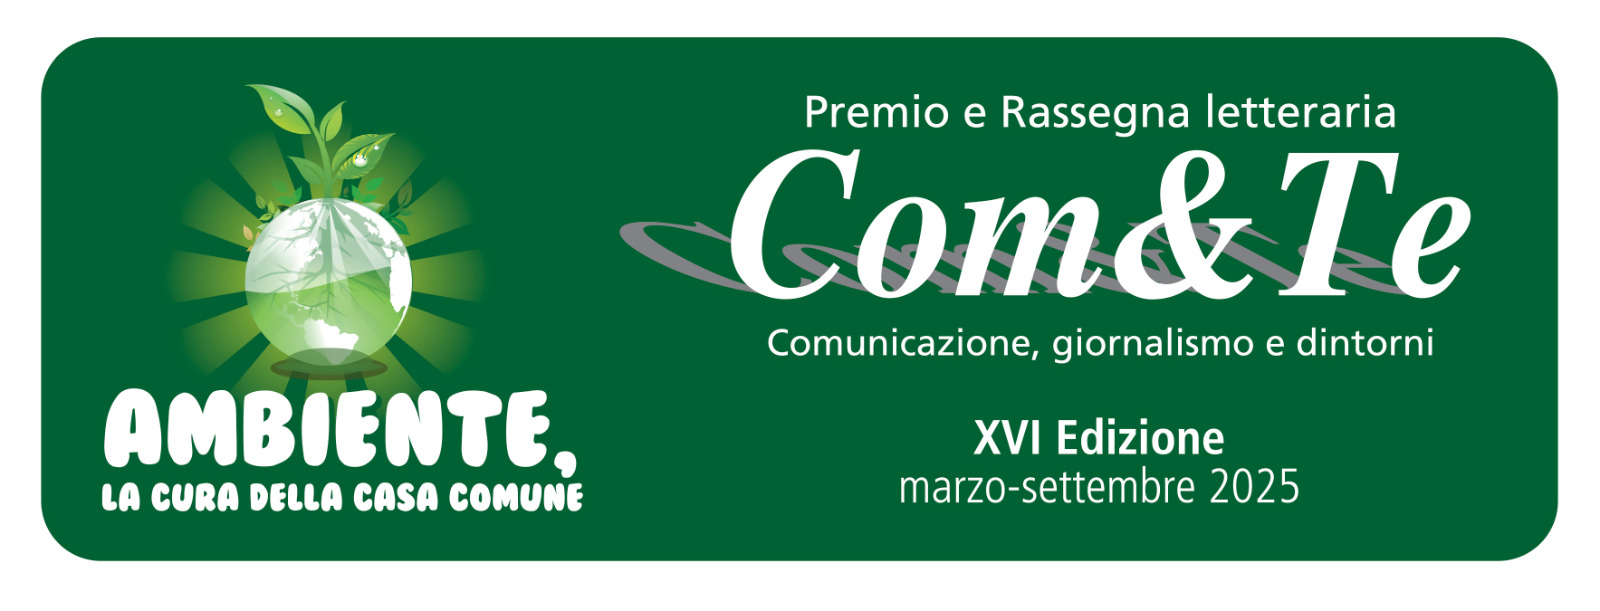 AMBIENTE,
LA CURA DELLA CASA COMUNE
Premio e Rassegna letteraria
Com&Te
Comunicazione, giornalismo e dintorni
XVI Edizione
marzo-settembre 2025